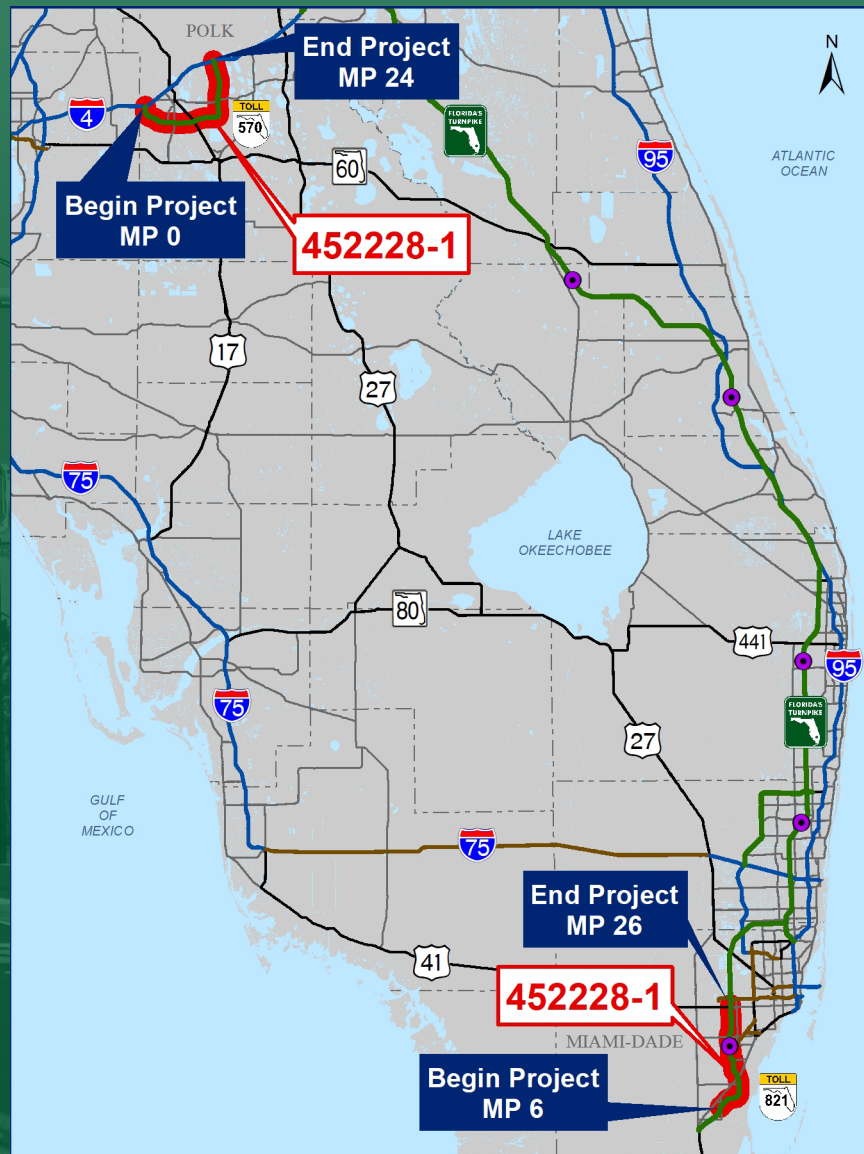 POLK
End Project
MP 24
N
4
TOLL
570
FLORIDA'S
TURNPIKE
95
ATLANTIC
OCEAN
60
Begin Project
MP 0
452228-1
17
27
75
LAKE
OKEECHOBEE
80
441
95
75
FLORIDA'S
TURNPIKE
27
GULF
OF
MEXICO
75
End Project
MP 26
41
452228-1
MIAMI-DADE
Begin Project
MP 6
TOLL
821